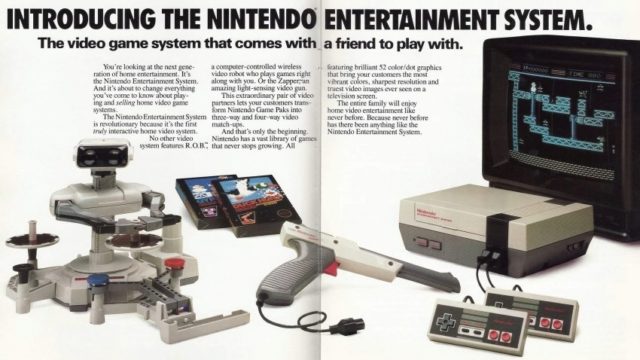 INTRODUCING THE NINTENDO ENTERTAINMENT SYSTEM.
The video game system that comes with a friend to play with.
You're looking at the next gene-
ration of home entertainment. It's
the Nintendo Entertainment System.
And it's about to change everything
you've come to know about play-
ing and selling home video game
systems.
The Nintendo Entertainment System
is revolutionary because it's the first
truly interactive home video system.
No other video
system features R.O.B.™,
a computer-controlled wireless
video robot who plays games right
along with you. Or the Zapper,™ an
amazing light-sensing video gun.
This extraordinary pair of video
partners lets your customers trans-
form Nintendo Game Paks into
three-way and four-way video
match-ups.
And that's only the beginning.
Nintendo has a vast library of games
that never stops growing. All
featuring brilliant 52 color/dot graphics
that bring your customers the most
vibrant colors, sharpest resolution and
truest video images ever seen on a
television screen.
The entire family will enjoy
home video entertainment like
never before. Because never before
has there been anything like the
Nintendo Entertainment System.
Nintendo